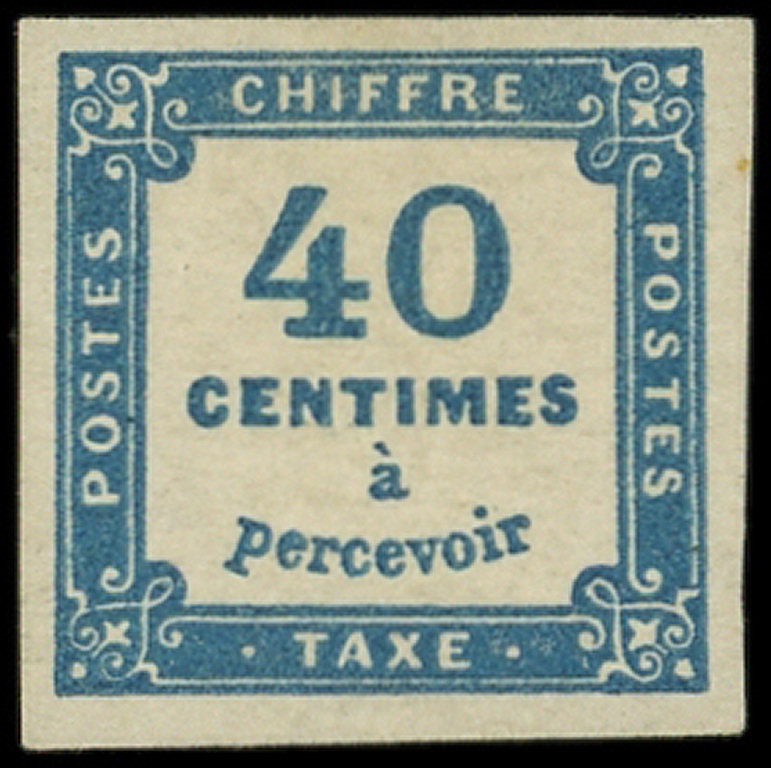 CHIFFRE
POSTES
40
CENTIMES
à
percevoir
POSTES
· TAXE ·